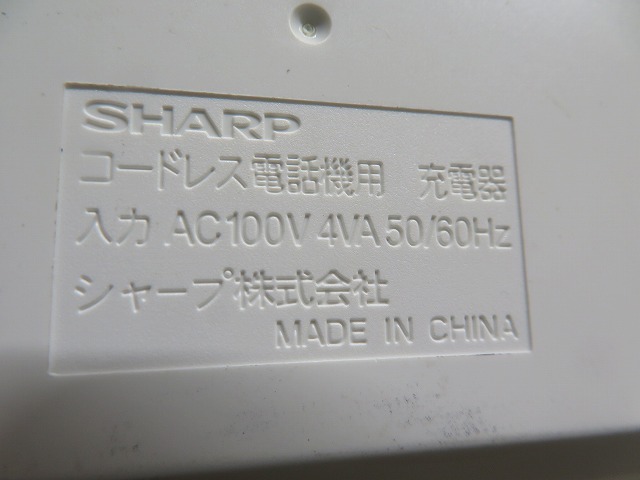 SHARP
コードレス電話機用 充電器
入力 AC100V 4VA 50/60Hz
シャープ株式会社
MADE IN CHINA